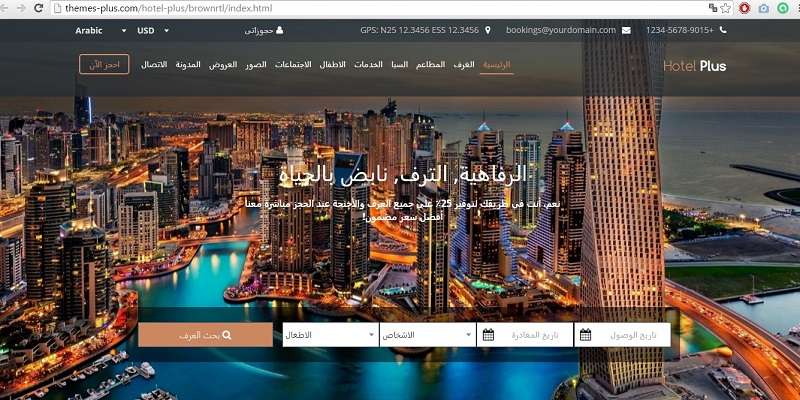 themes-plus.com/hotel-plus/brownrtl/index.html
+1234-5678-9015
bookings@yourdomain.com
GPS: N25 12.3456 ESS 12.3456
حجوزاتى
USD
Arabic
Hotel Plus
الرئيسية
الغرف
المطاعم
السبا
الخدمات
الاطفال
الاجتماعات
الصور
العروض
المدونة
الاتصال
احجز الآن
الرفاهية, الترف, نابض بالحياة
نعم، أنت في طريقك لتوفير 25٪ على جميع الغرف والأجنحة عند الحجز مباشرة معنا
أفضل سعر مضمون!
تاريخ الوصول
تاريخ المغادرة
الاشخاص
الاطفال
بحث الغرف